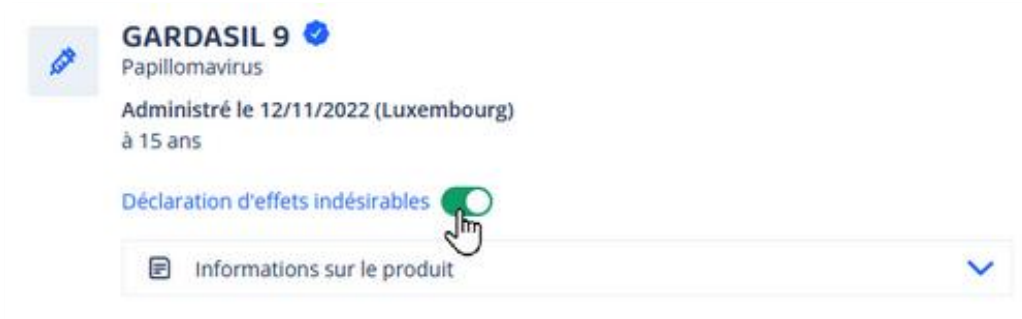 GARDASIL 9
Papillomavirus
Administré le 12/11/2022 (Luxembourg)
à 15 ans
Déclaration d'effets indésirables
Informations sur le produit